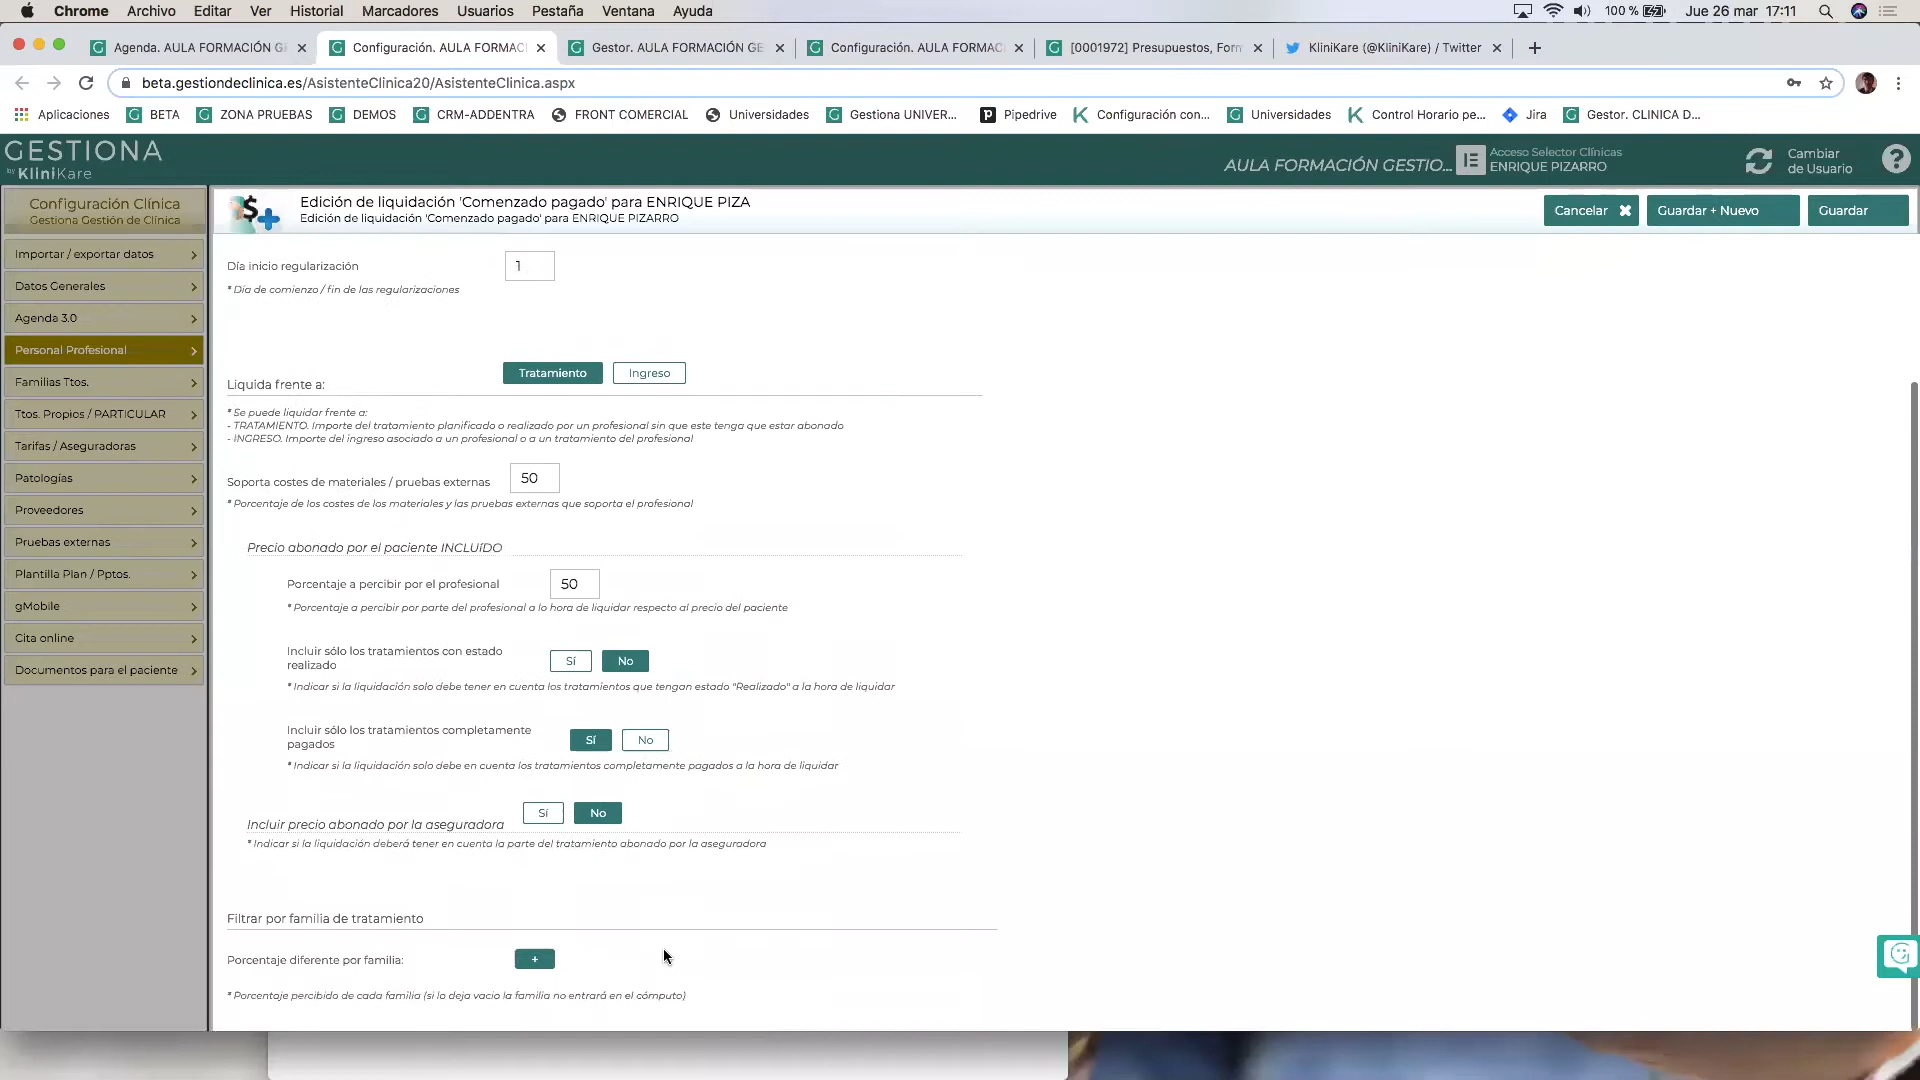 Chrome Archivo Editar Ver Historial Marcadores Usuarios Pestaña Ventana Ayuda 100 % Jue 26 mar 17:11
Agenda. AULA FORMACIÓN G
Configuración. AULA FORMAC
Gestor. AULA FORMACIÓN GE
Configuración. AULA FORMAC
[0001972] Presupuestos, Form
KliniKare (@KliniKare) / Twitter
beta.gestiondeclinica.es/AsistenteClinica20/AsistenteClinica.aspx
Aplicaciones BETA ZONA PRUEBAS DEMOS CRM-ADDENTRA FRONT COMERCIAL Universidades Gestiona UNIVER... Pipedrive Configuración con... Universidades Control Horario pe... Jira Gestor. CLINICA D...
GESTIONA
by KliniKare
AULA FORMACIÓN GESTIO...
Acceso Selector Clínicas
ENRIQUE PIZARRO
Cambiar
de Usuario
Configuración Clínica
Gestiona Gestión de Clínica
Importar / exportar datos
Datos Generales
Agenda 3.0
Personal Profesional
Familias Ttos.
Ttos. Propios / PARTICULAR
Tarifas / Aseguradoras
Patologías
Proveedores
Pruebas externas
Plantilla Plan / Pptos.
gMobile
Cita online
Documentos para el paciente
Edición de liquidación 'Comenzado pagado' para ENRIQUE PIZA
Edición de liquidación 'Comenzado pagado' para ENRIQUE PIZARRO
Cancelar
Guardar + Nuevo
Guardar
Día inicio regularización 1
* Día de comienzo / fin de las regularizaciones
Liquida frente a: Tratamiento Ingreso
* Se puede liquidar frente a:
- TRATAMIENTO. Importe del tratamiento planificado o realizado por un profesional sin que este tenga que estar abonado
- INGRESO. Importe del ingreso asociado a un profesional o a un tratamiento del profesional
Soporta costes de materiales / pruebas externas 50
* Porcentaje de los costes de los materiales y las pruebas externas que soporta el profesional
Precio abonado por el paciente INCLUÍDO
Porcentaje a percibir por el profesional 50
* Porcentaje a percibir por parte del profesional a lo hora de liquidar respecto al precio del paciente
Incluir sólo los tratamientos con estado
realizado
Sí No
* Indicar si la liquidación solo debe tener en cuenta los tratamientos que tengan estado "Realizado" a la hora de liquidar
Incluir sólo los tratamientos completamente
pagados
Sí No
* Indicar si la liquidación solo debe en cuenta los tratamientos completamente pagados a la hora de liquidar
Incluir precio abonado por la aseguradora Sí No
* Indicar si la liquidación deberá tener en cuenta la parte del tratamiento abonado por la aseguradora
Filtrar por familia de tratamiento
Porcentaje diferente por familia: +
* Porcentaje percibido de cada familia (si lo deja vacio la familia no entrará en el cómputo)